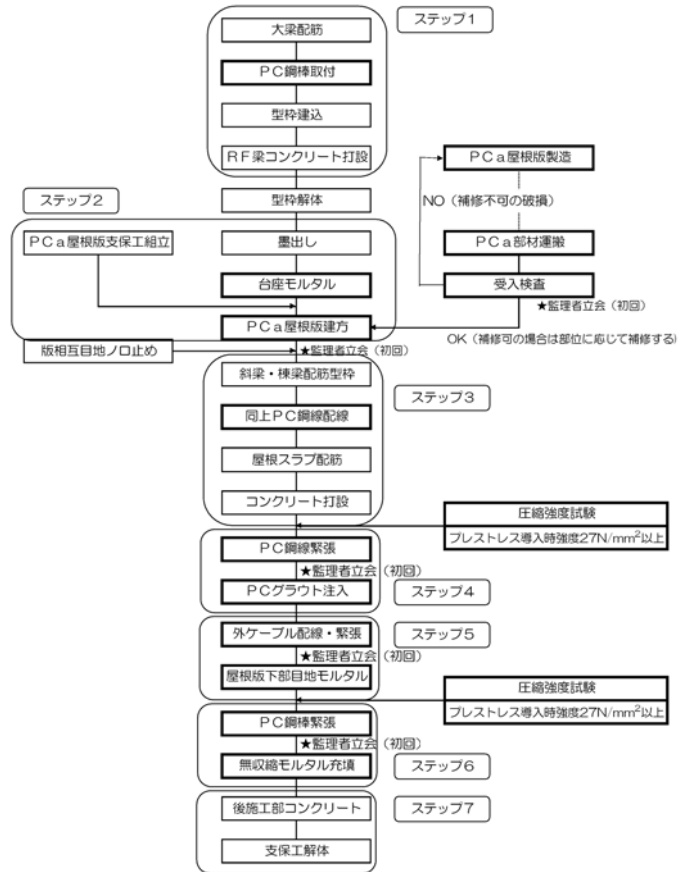 大梁配筋
ステップ1
PC鋼棒取付
型枠建込
RF梁コンクリート打設
PCa屋根版製造
ステップ2
型枠解体
NO（補修不可の破損）
PCa屋根版支保工組立
墨出し
PCa部材運搬
台座モルタル
受入検査
★監理者立会（初回）
PCa屋根版建方
OK（補修可の場合は部位に応じて補修する）
版相互目地ノロ止め
★監理者立会（初回）
斜梁・棟梁配筋型枠
ステップ3
同上PC鋼線配線
屋根スラブ配筋
コンクリート打設
圧縮強度試験
プレストレス導入時強度27N/mm²以上
PC鋼線緊張
★監理者立会（初回）
PCグラウト注入
ステップ4
外ケーブル配線・緊張
ステップ5
★監理者立会（初回）
屋根版下部目地モルタル
圧縮強度試験
プレストレス導入時強度27N/mm²以上
PC鋼棒緊張
★監理者立会（初回）
無収縮モルタル充填
ステップ6
後施工部コンクリート
ステップ7
支保工解体